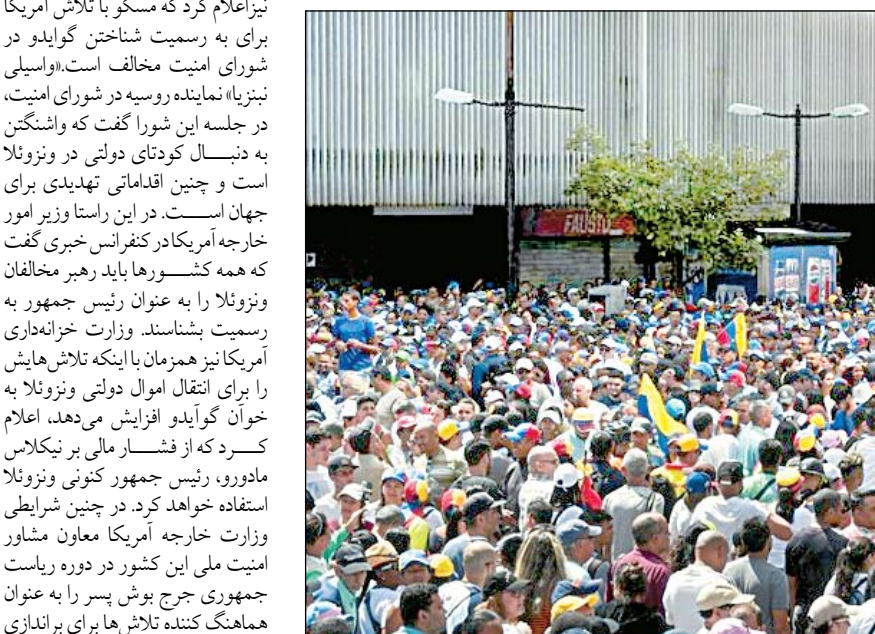 نیزاعلام کرد که مسکو با تلاش آمریکا
برای به رسمیت شناختن گوایدو در
شورای امنیت مخالف است.«واسیلی
نبنزیا» نماینده روسیه در شورای امنیت،
در جلسه این شورا گفت که واشنگتن
به دنبـــال کودتای دولتی در ونزوئلا
است و چنین اقداماتی تهدیدی برای
جهان اســـت. در این راستا وزیر امور
خارجه آمریکا در کنفرانس خبری گفت
که همه کشـــورها باید رهبر مخالفان
ونزوئلا را به عنوان رئیس جمهور به
رسمیت بشناسند. وزارت خزانه‌داری
آمریکا نیز همزمان با اینکه تلاش‌هایش
را برای انتقال اموال دولتی ونزوئلا به
خوآن گوآیدو افزایش می‌دهد، اعلام
کـــرد که از فشـــار مالی بر نیکلاس
مادورو، رئیس جمهور کنونی ونزوئلا
استفاده خواهد کرد. در چنین شرایطی
وزارت خارجه آمریکا معاون مشاور
امنیت ملی این کشور در دوره ریاست
جمهوری جرج بوش پسر را به عنوان
هماهنگ کننده تلاش‌ها برای براندازی
FAUSTO